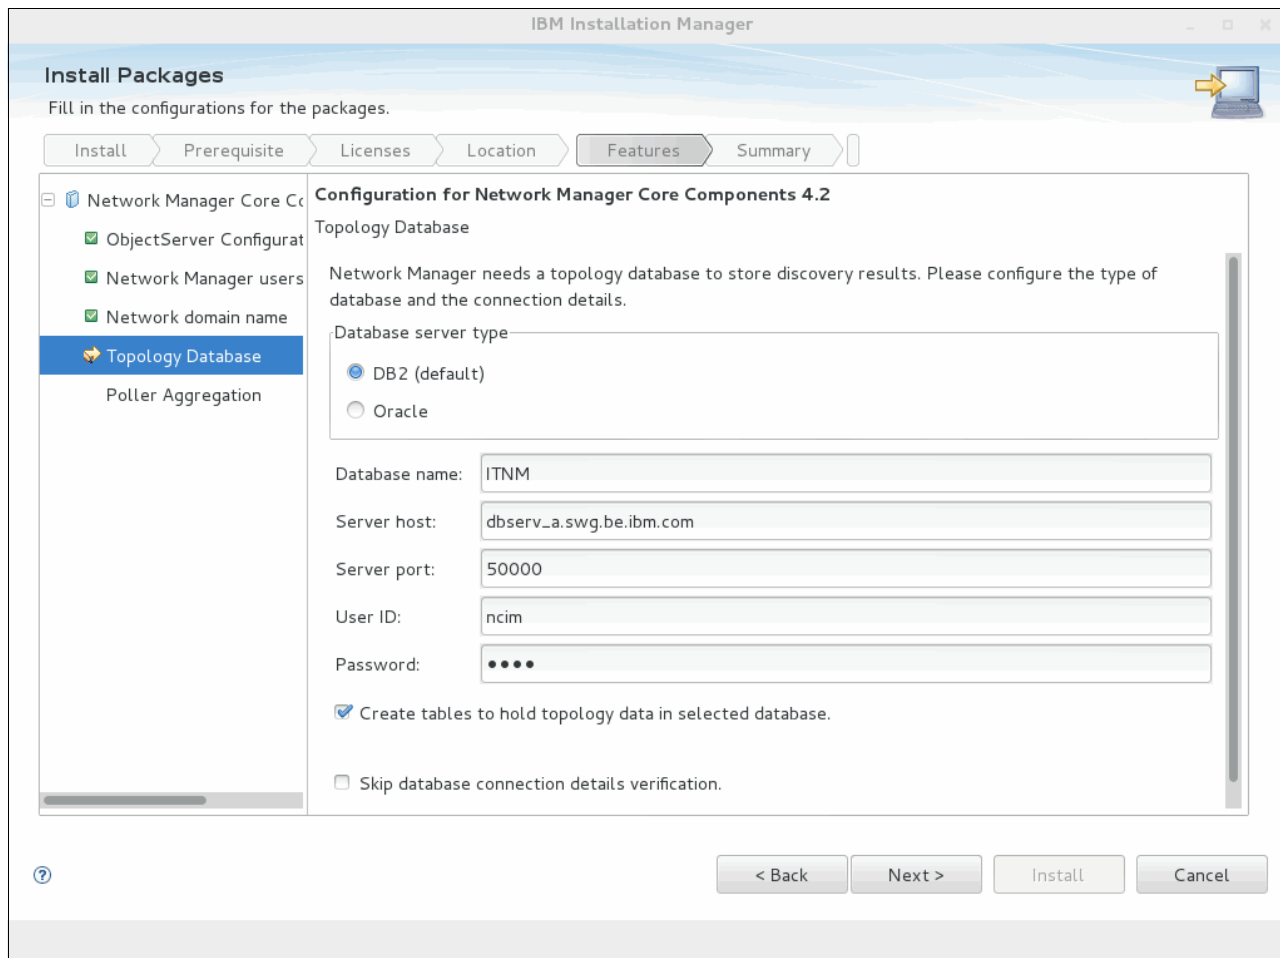 IBM Installation Manager
Install Packages
Fill in the configurations for the packages.
Install
Prerequisite
Licenses
Location
Features
Summary
Network Manager Core Co
ObjectServer Configurat
Network Manager users
Network domain name
Topology Database
Poller Aggregation
Configuration for Network Manager Core Components 4.2
Topology Database
Network Manager needs a topology database to store discovery results. Please configure the type of
database and the connection details.
Database server type
DB2 (default)
Oracle
Database name: ITNM
Server host: dbserv_a.swg.be.ibm.com
Server port: 50000
User ID: ncim
Password: ●●●●
Create tables to hold topology data in selected database.
Skip database connection details verification.
?
< Back
Next >
Install
Cancel